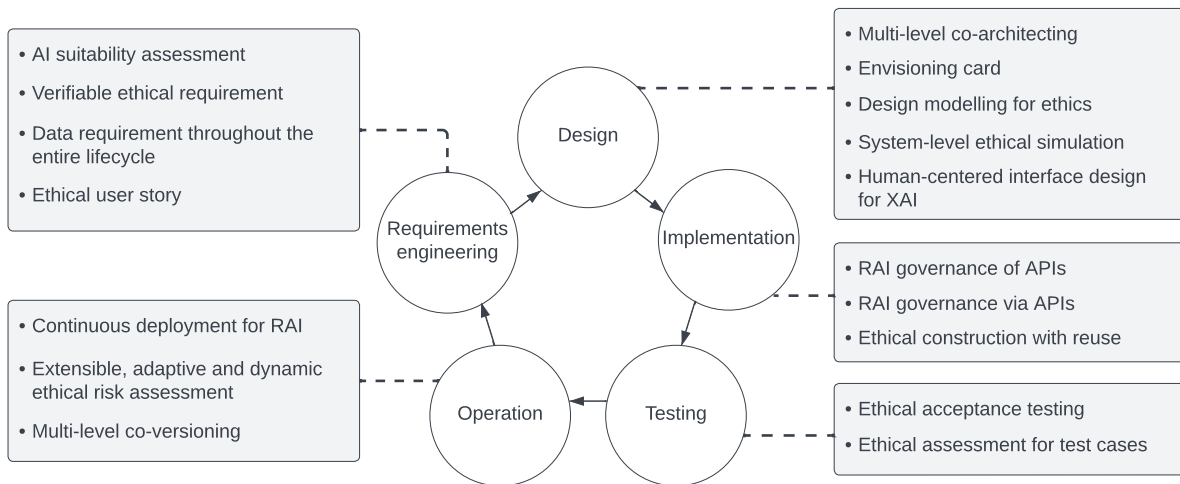 • AI suitability assessment
• Verifiable ethical requirement
• Data requirement throughout the
entire lifecycle
• Ethical user story
Design
• Multi-level co-architecting
• Envisioning card
• Design modelling for ethics
• System-level ethical simulation
• Human-centered interface design
for XAI
Requirements
engineering
Implementation
• RAI governance of APIs
• RAI governance via APIs
• Ethical construction with reuse
• Continuous deployment for RAI
• Extensible, adaptive and dynamic
ethical risk assessment
• Multi-level co-versioning
Operation
Testing
• Ethical acceptance testing
• Ethical assessment for test cases